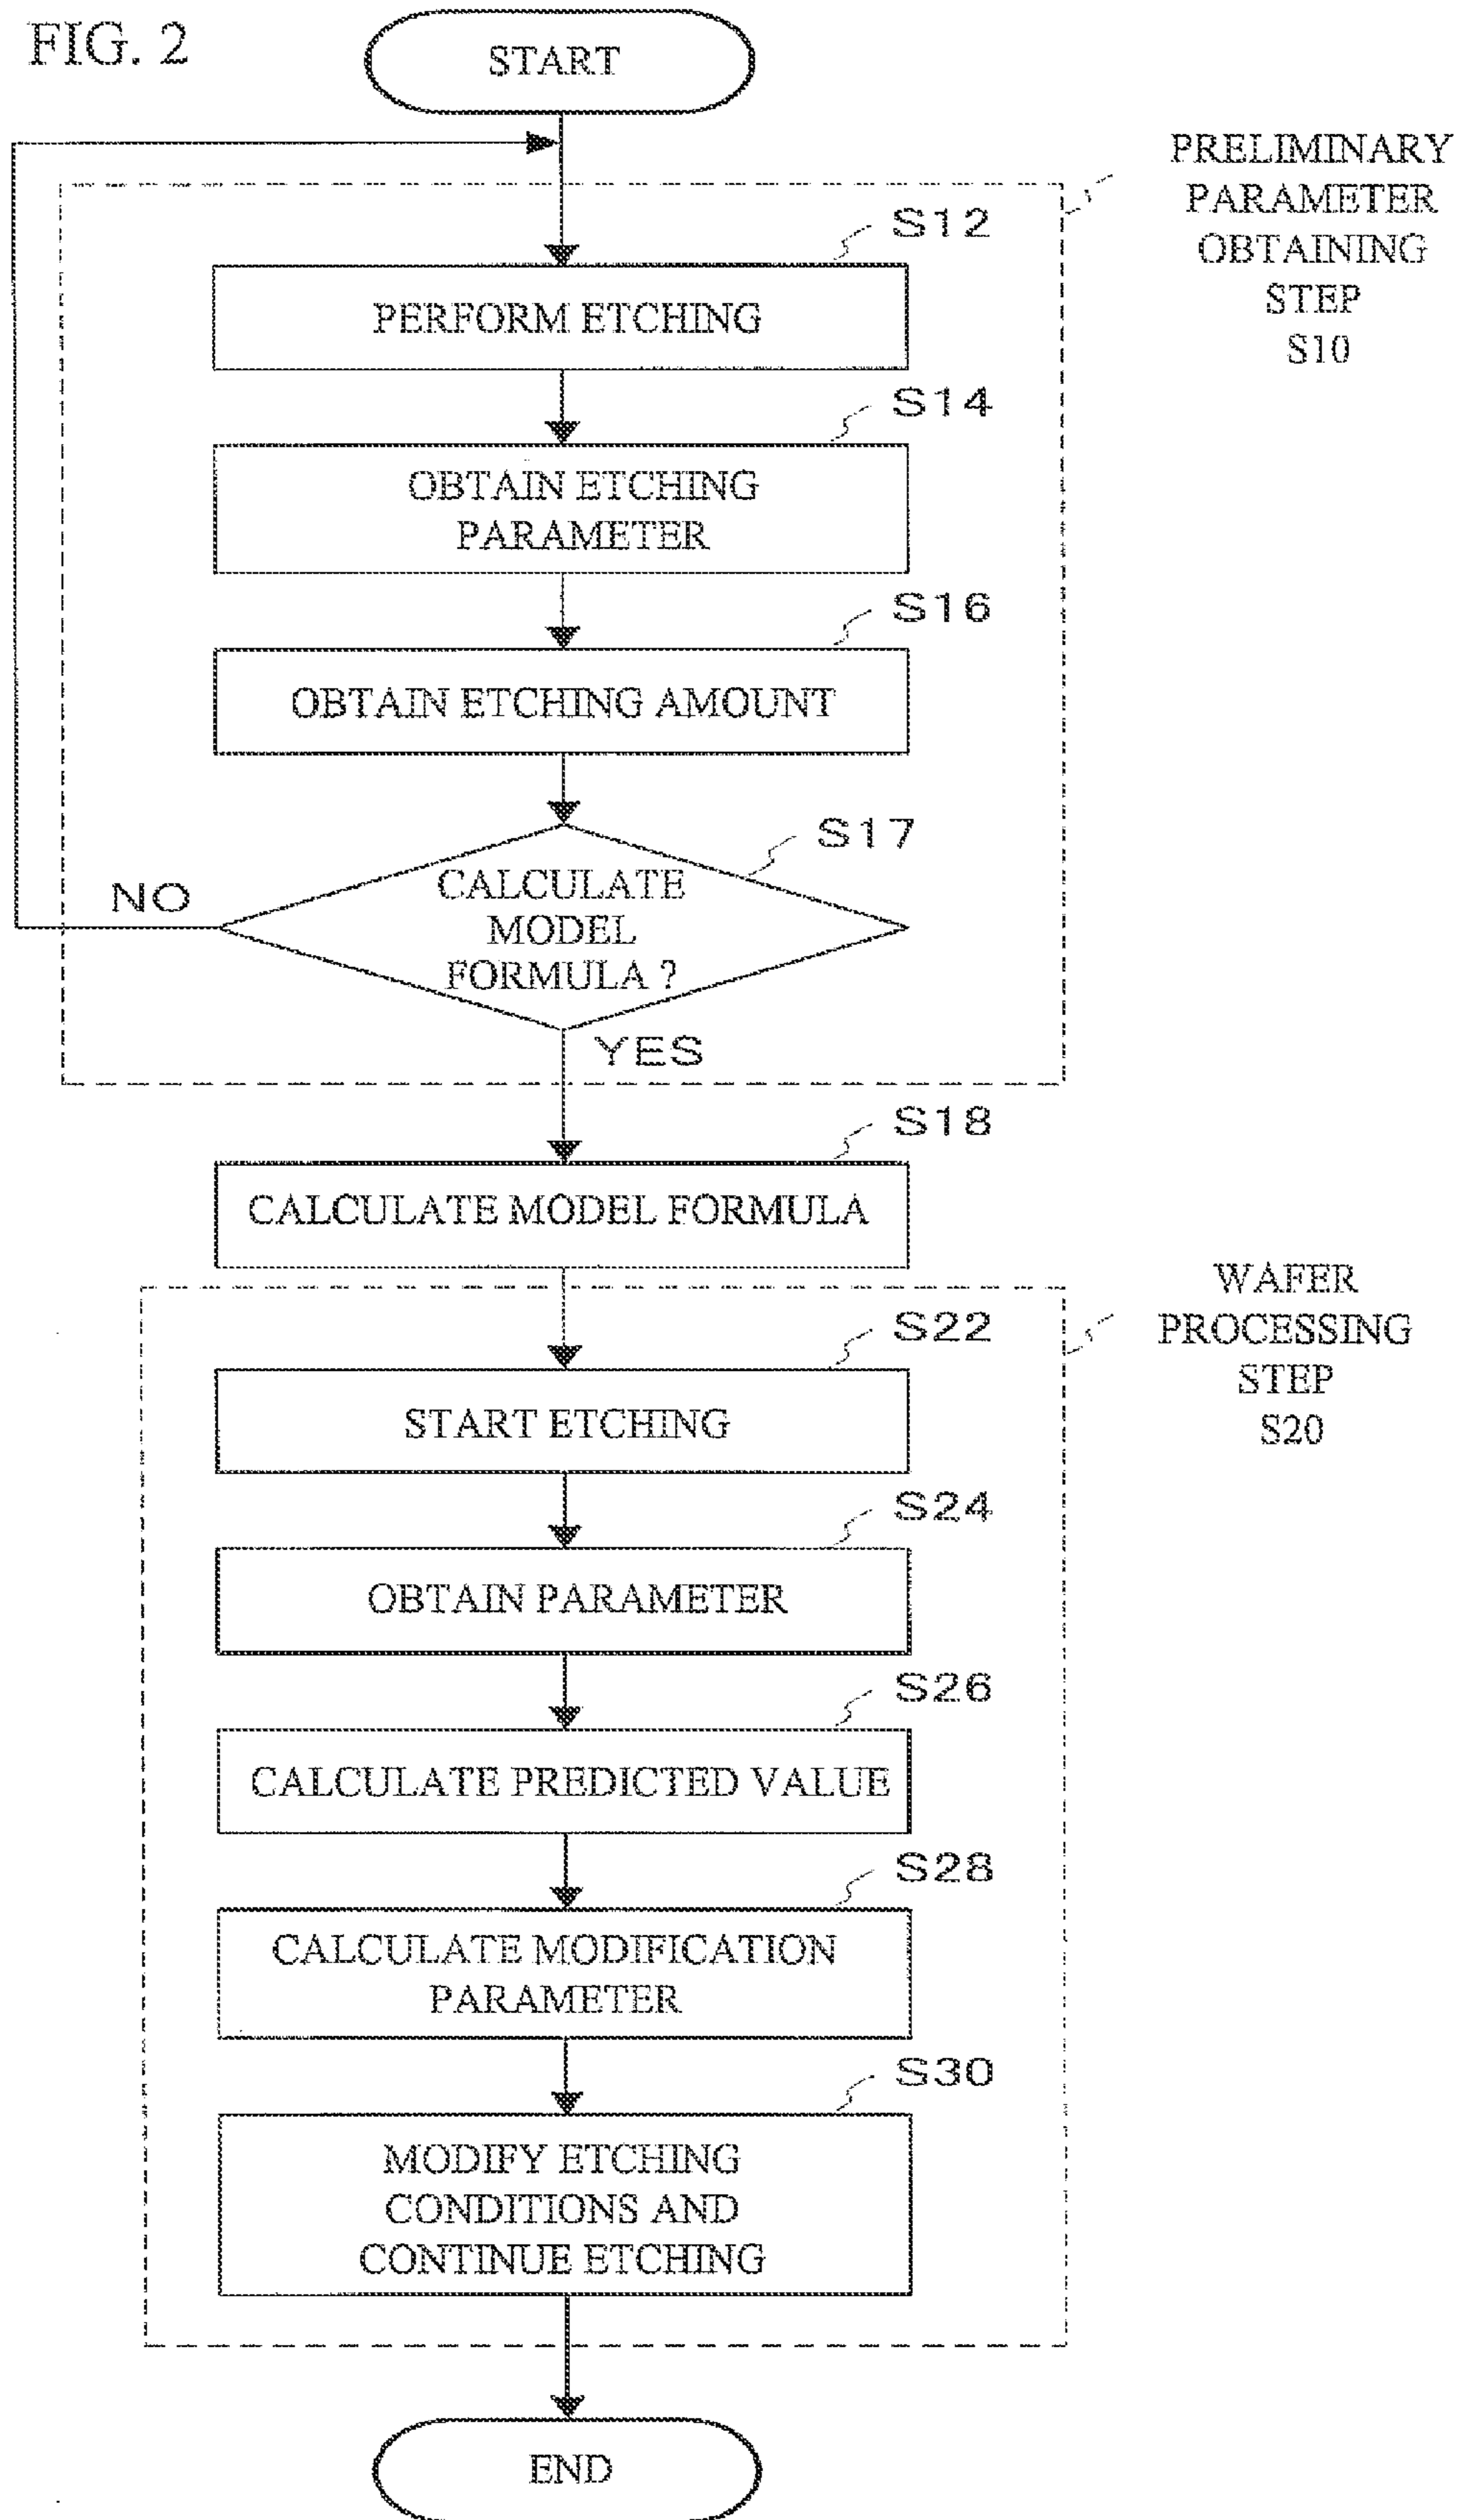 FIG. 2
START
PRELIMINARY
PARAMETER
OBTAINING
STEP
S10
S12
PERFORM ETCHING
S14
OBTAIN ETCHING
PARAMETER
S16
OBTAIN ETCHING AMOUNT
S17
CALCULATE
MODEL
FORMULA ?
NO
YES
S18
CALCULATE MODEL FORMULA
WAFER
PROCESSING
STEP
S20
S22
START ETCHING
S24
OBTAIN PARAMETER
S26
CALCULATE PREDICTED VALUE
S28
CALCULATE MODIFICATION
PARAMETER
S30
MODIFY ETCHING
CONDITIONS AND
CONTINUE ETCHING
END